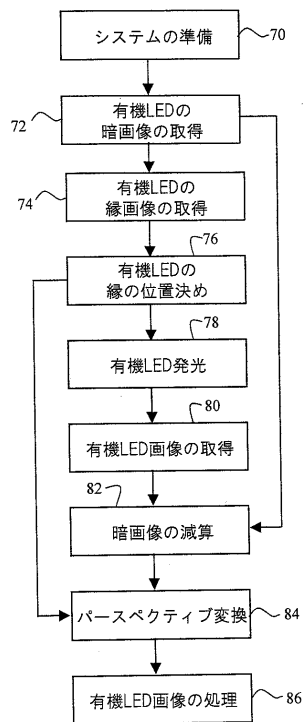 システムの準備
70
有機LEDの
暗画像の取得
72
有機LEDの
縁画像の取得
74
76
有機LEDの
縁の位置決め
78
有機LED発光
80
有機LED画像の取得
82
暗画像の減算
パースペクティブ変換
84
有機LED画像の処理
86